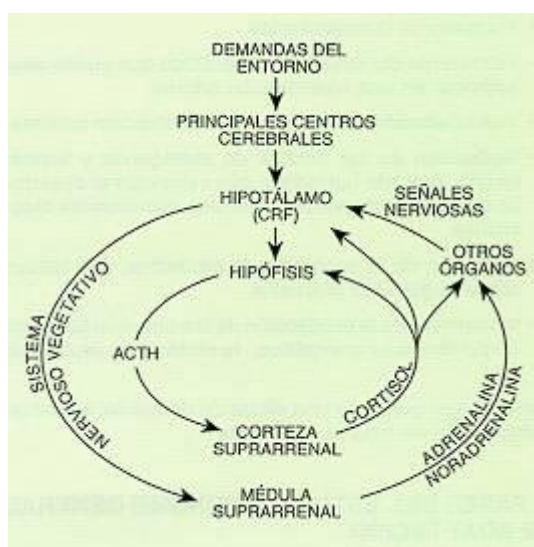 DEMANDAS DEL
ENTORNO
PRINCIPALES CENTROS
CEREBRALES
HIPOTÁLAMO
(CRF)
SEÑALES
NERVIOSAS
HIPÓFISIS
OTROS
ÓRGANOS
SISTEMA
NERVIOSO VEGETATIVO
ACTH
CORTISOL
CORTEZA
SUPRARRENAL
ADRENALINA
NORADRENALINA
MÉDULA
SUPRARRENAL